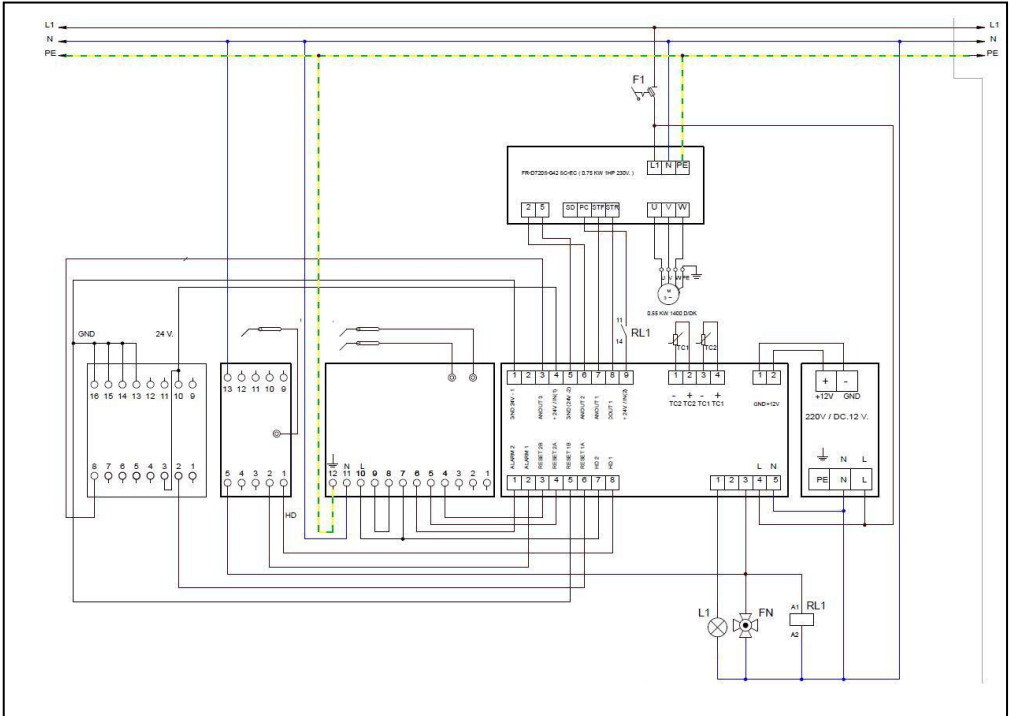 L1 L1
N N
PE PE
F1
L1 N PE
FR-D720S-042 SC-EC ( 0.75 KW 1HP 230V. )
2 5 SD PC STF STR U V W
U V W PE
M
3 ~
0.55 KW 1400 D/DK
11
RL1
14
TC1 TC2
GND 24 V.
16 15 14 13 12 11 10 9
13 12 11 10 9
1 2 3 4 5 6 7 8 9
1 2 3 4
- + - +
TC2 TC2 TC1 TC1
1 2
GND+12V
+ -
+12V GND
220V / DC.12 V.
GND 24V - 1
ANOUT 3
+ 24V / IN(1)
GND (24V -2)
ANOUT 2
ANOUT 1
DOUT 1
+ 24V / IN(2)
8 7 6 5 4 3 2 1
5 4 3 2 1
HD
N L
12 11 10 9 8 7 6 5 4 3 2 1
ALARM 2
ALARM 1
RESET 2B
RESET 2A
RESET 1B
RESET 1A
HD 2
HD 1
1 2 3 4 5 6 7 8
L N
1 2 3 4 5
N L
PE N L
L1 FN A1 RL1
A2